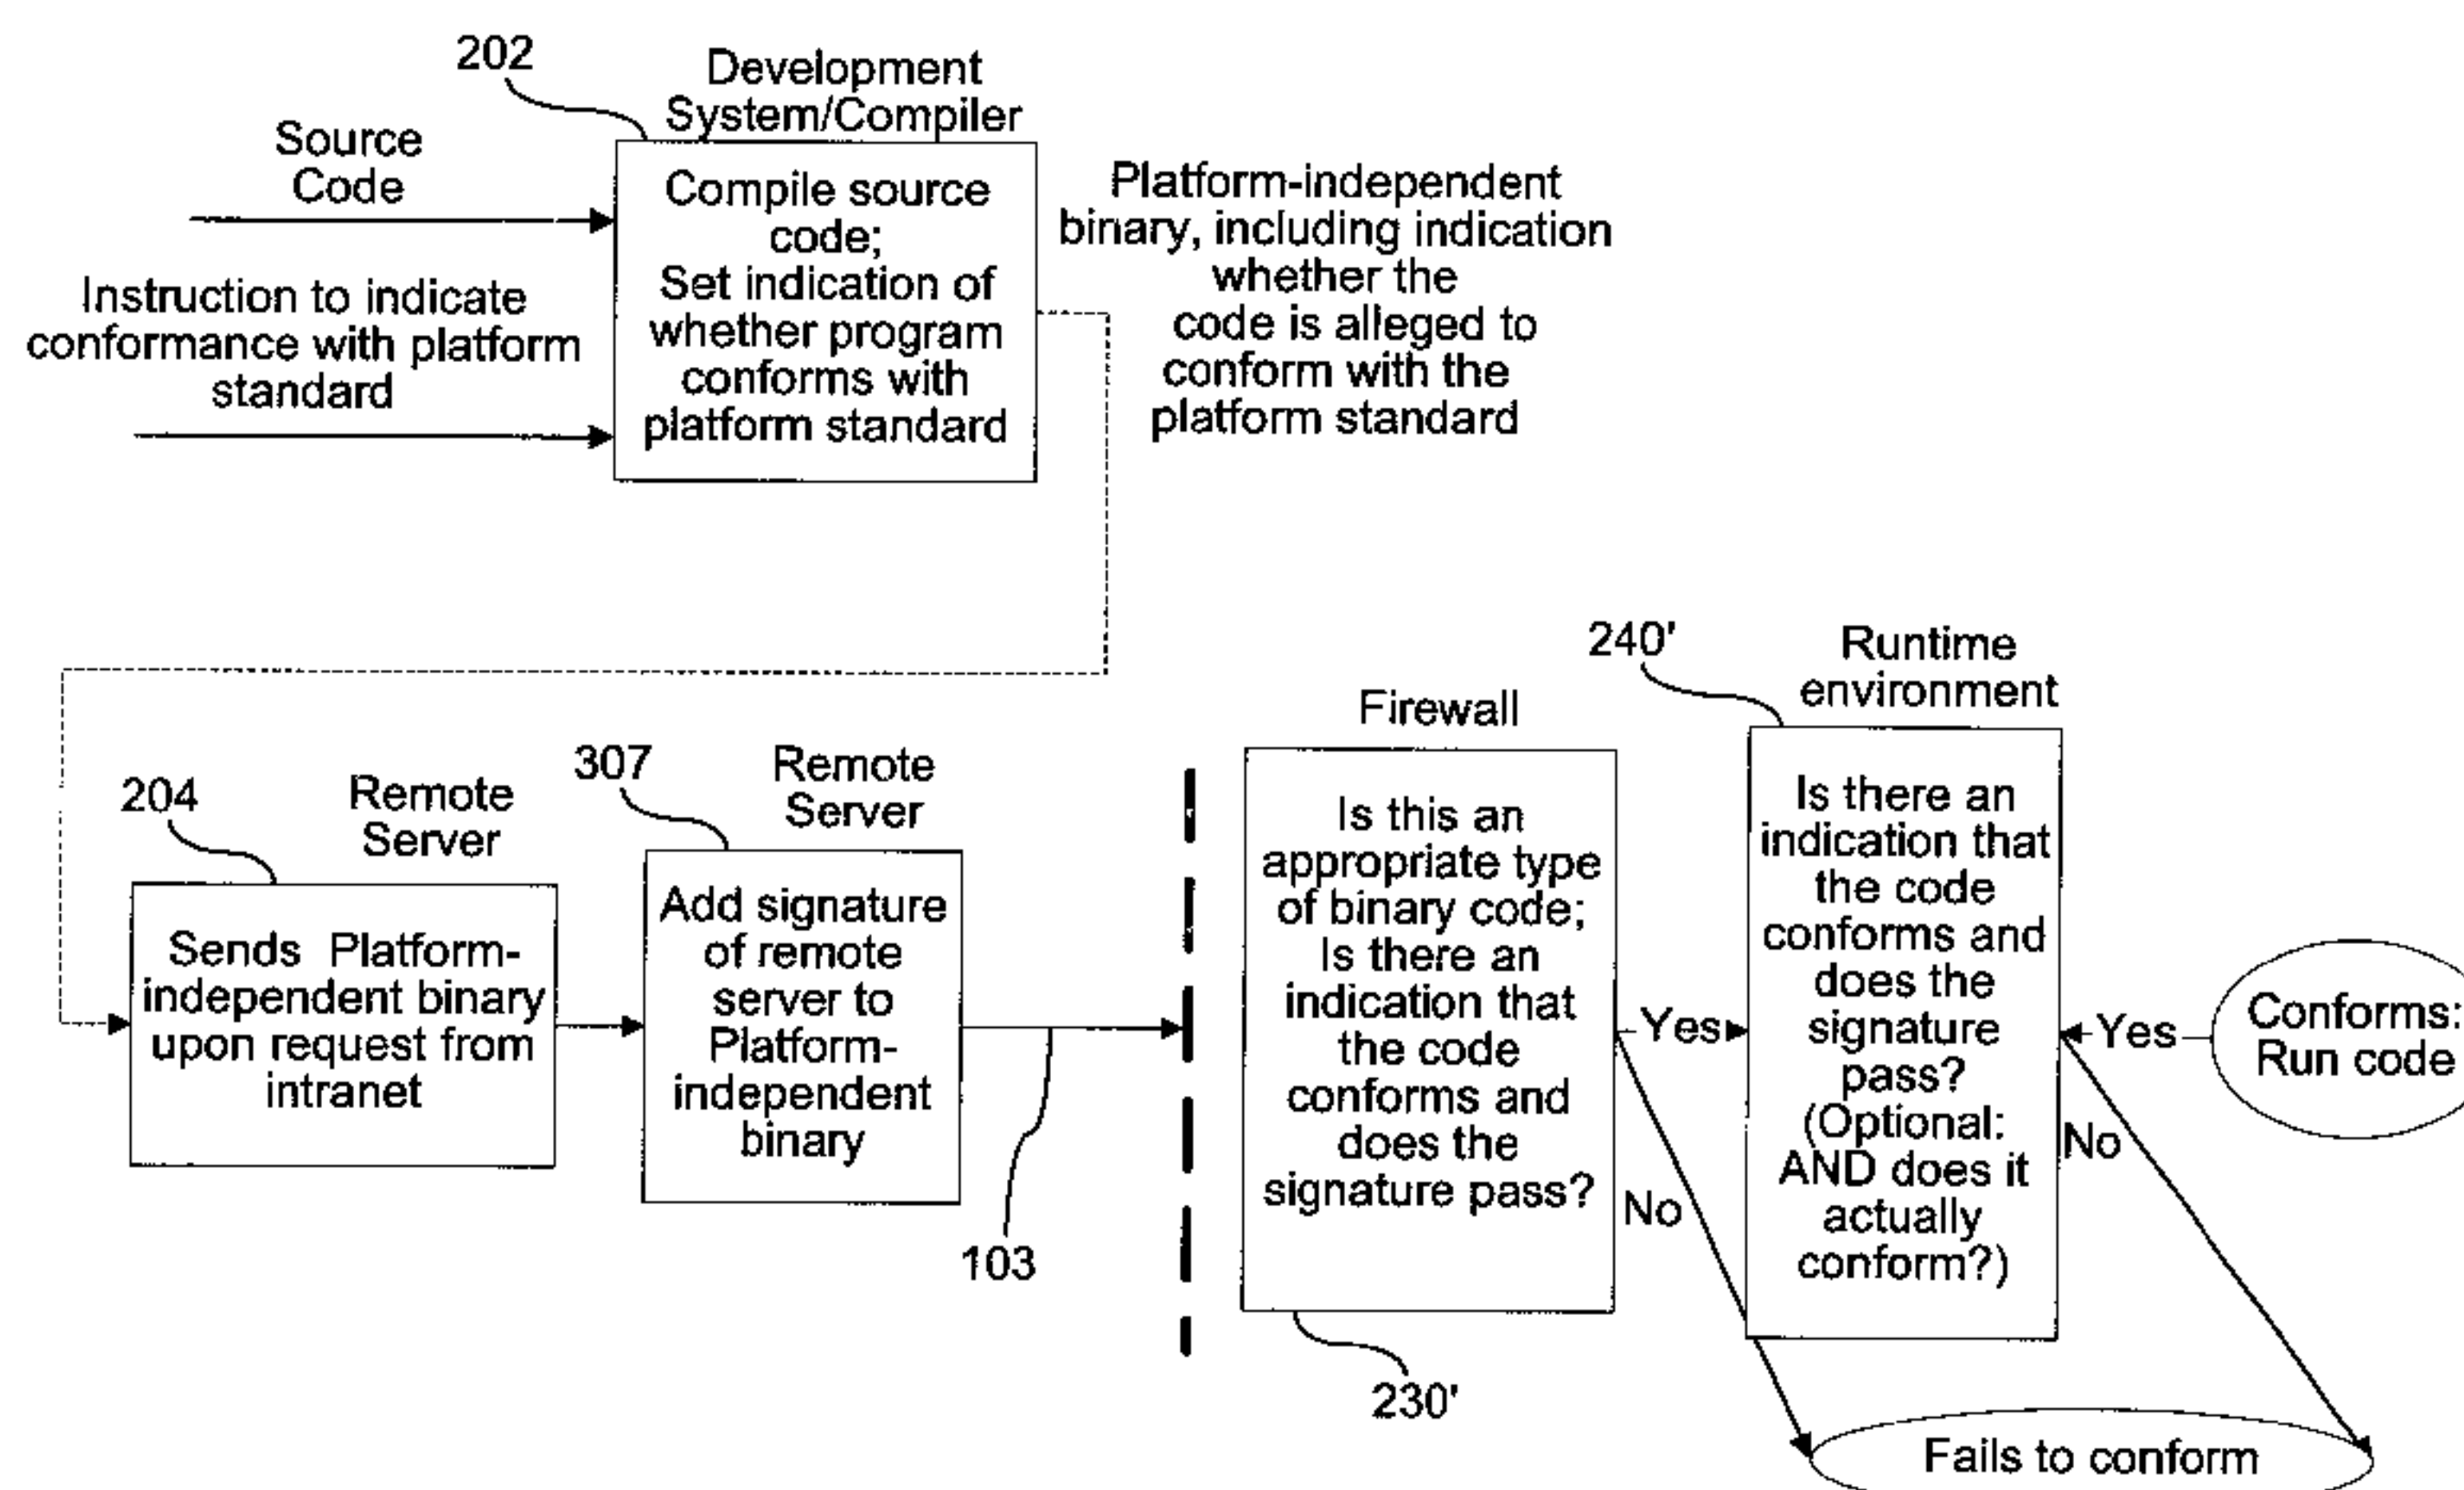 202
Development
System/Compiler
Source
Code
Instruction to indicate
conformance with platform
standard
Compile source
code;
Set indication of
whether program
conforms with
platform standard
Platform-independent
binary, including indication
whether the
code is alleged to
conform with the
platform standard
204
Remote
Server
Sends Platform-
independent binary
upon request from
intranet
307
Remote
Server
Add signature
of remote
server to
Platform-
independent
binary
103
Firewall
Is this an
appropriate type
of binary code;
Is there an
indication that
the code
conforms and
does the
signature pass?
230'
Yes
No
240'
Runtime
environment
Is there an
indication that
the code
conforms and
does the
signature
pass?
(Optional:
AND does it
actually
conform?)
Yes
No
Conforms:
Run code
Fails to conform